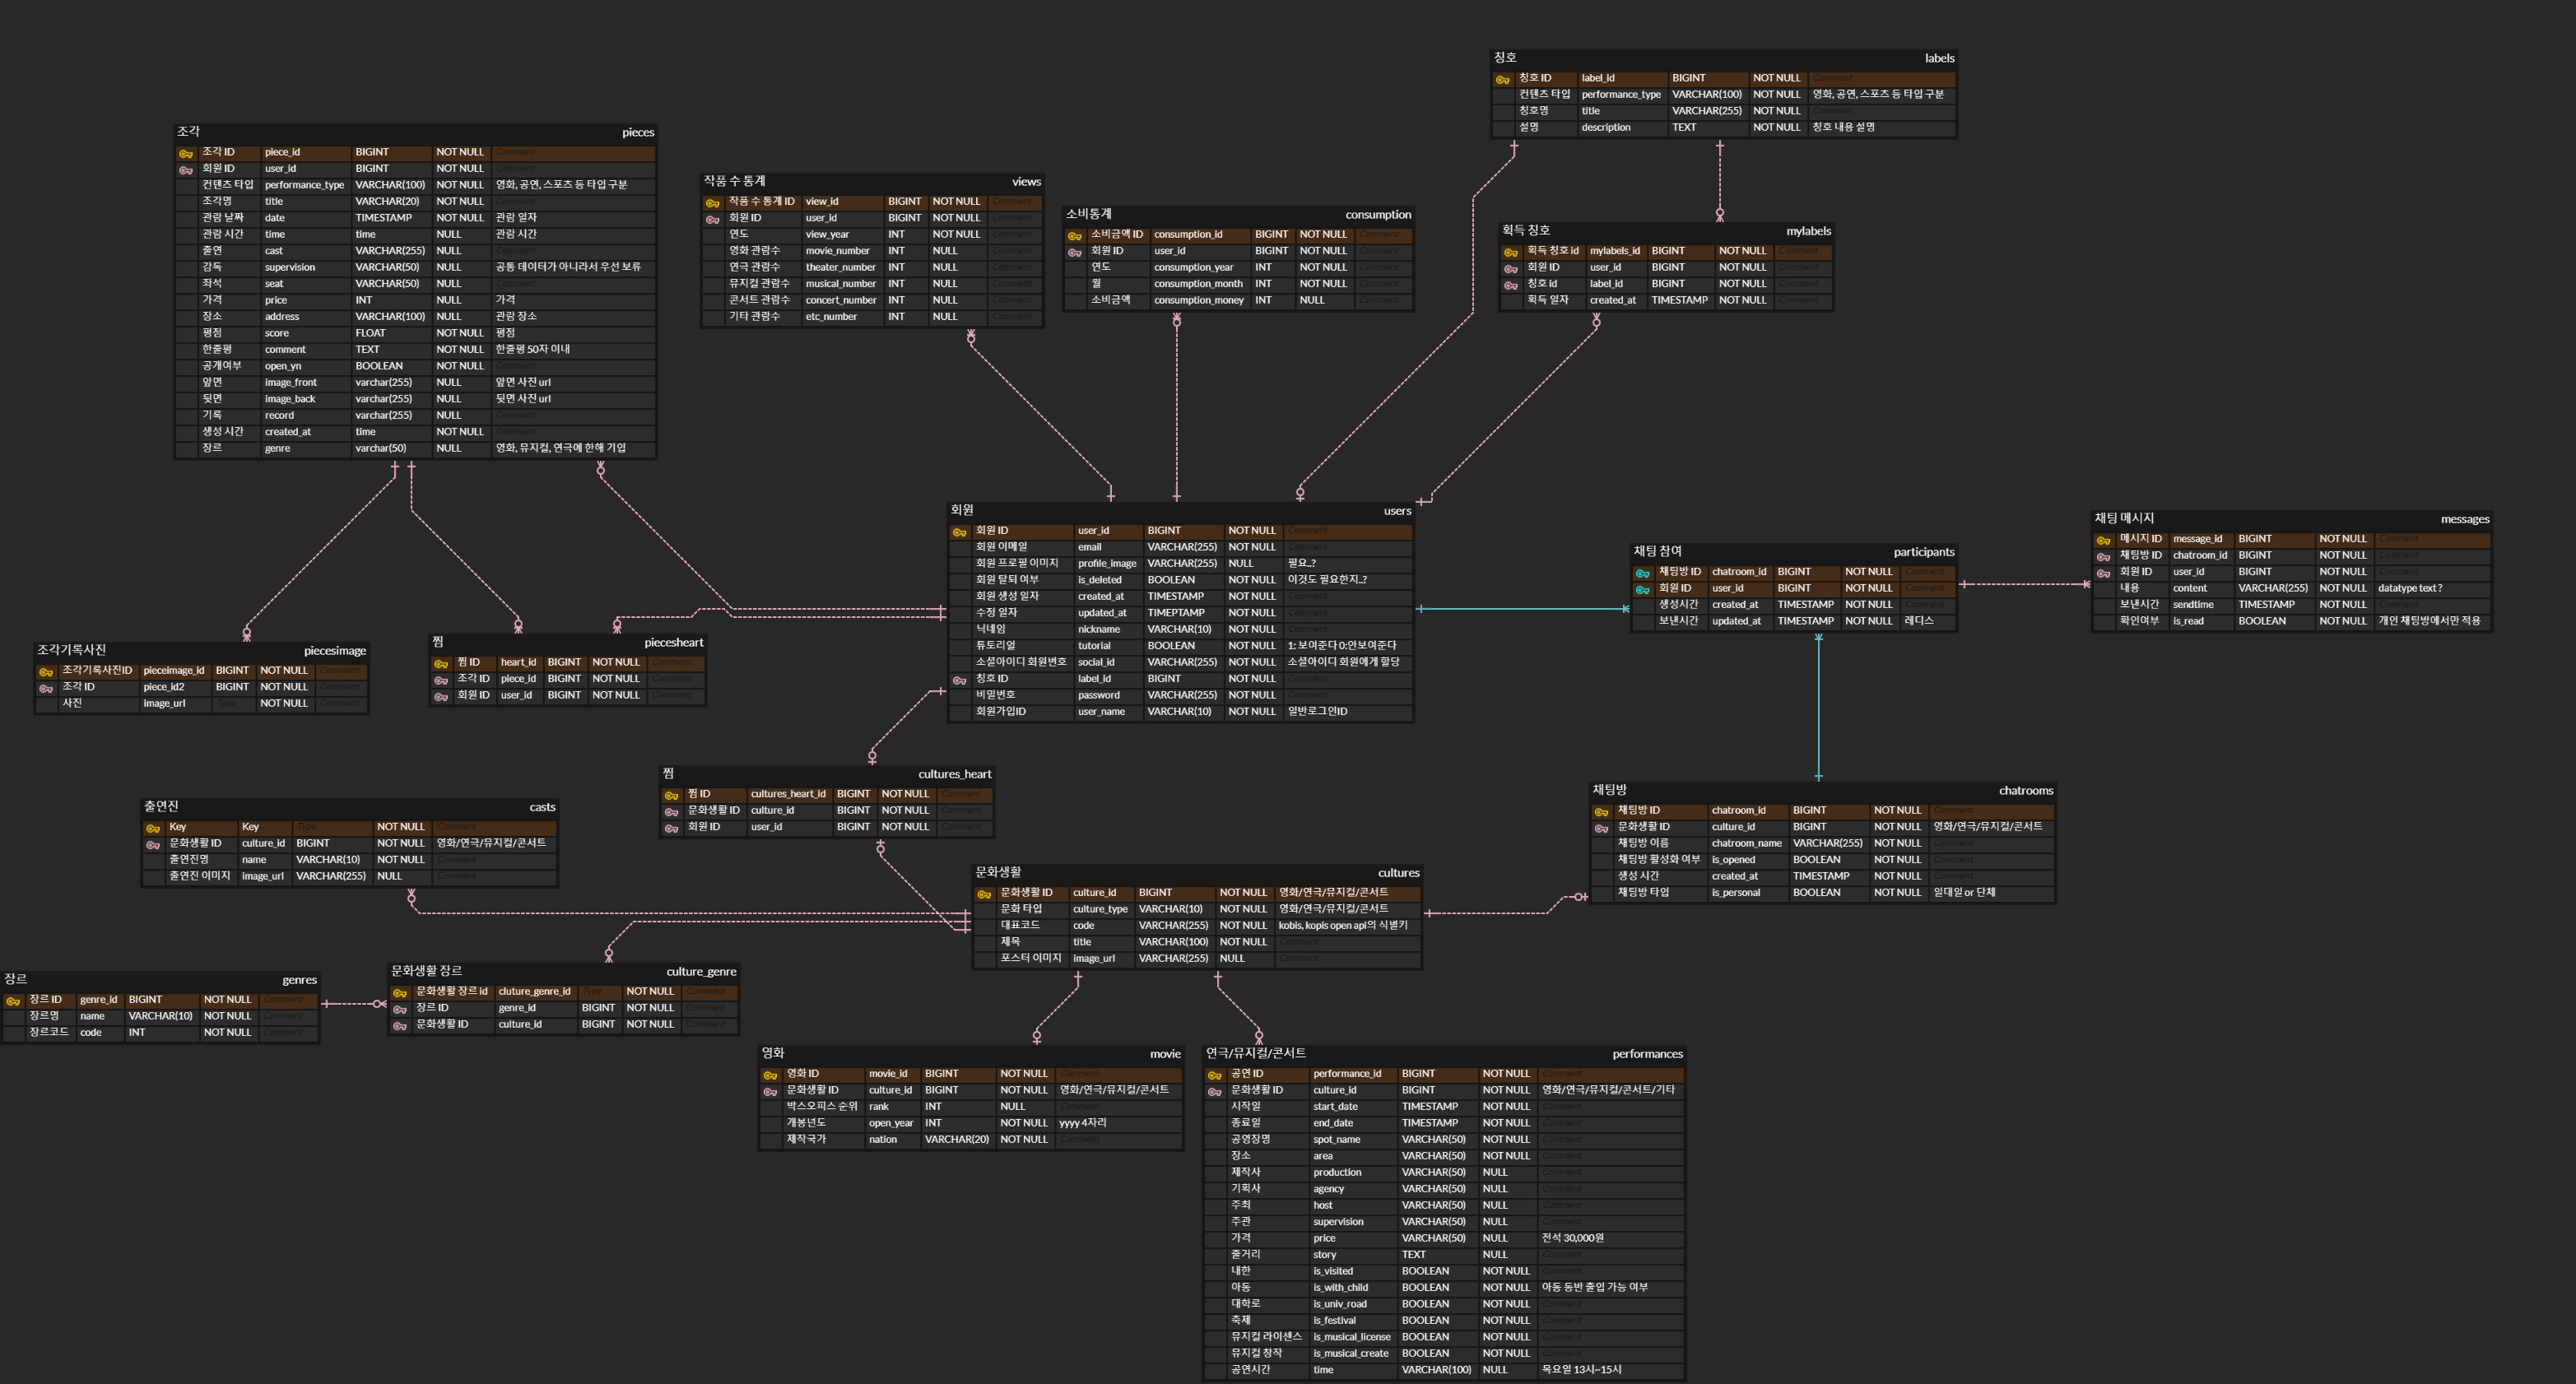 칭호 labels
칭호 ID label_id BIGINT NOT NULL Comment
컨텐츠 타입 performance_type VARCHAR(100) NOT NULL 영화, 공연, 스포츠 등 타입 구분
칭호명 title VARCHAR(255) NOT NULL Comment
설명 description TEXT NOT NULL 칭호 내용 설명
조각 pieces
조각 ID piece_id BIGINT NOT NULL Comment
회원 ID user_id BIGINT NOT NULL Comment
컨텐츠 타입 performance_type VARCHAR(100) NOT NULL 영화, 공연, 스포츠 등 타입 구분
조각명 title VARCHAR(20) NOT NULL Comment
관람 날짜 date TIMESTAMP NOT NULL 관람 일자
관람 시간 time time NULL 관람 시간
출연 cast VARCHAR(255) NULL Comment
감독 supervision VARCHAR(50) NULL 공통 데이터가 아니라서 우선 보류
좌석 seat VARCHAR(50) NULL Comment
가격 price INT NULL 가격
장소 address VARCHAR(100) NULL 관람 장소
평점 score FLOAT NOT NULL 평점
한줄평 comment TEXT NOT NULL 한줄평 50자 이내
공개여부 open_yn BOOLEAN NOT NULL Comment
앞면 image_front varchar(255) NULL 앞면 사진 url
뒷면 image_back varchar(255) NULL 뒷면 사진 url
기록 record varchar(255) NULL Comment
생성 시간 created_at time NOT NULL Comment
장르 genre varchar(50) NULL 영화, 뮤지컬, 연극에 한해 기입
작품 수 통계 views
작품 수 통계 ID view_id BIGINT NOT NULL Comment
회원 ID user_id BIGINT NOT NULL Comment
연도 view_year INT NOT NULL Comment
영화 관람수 movie_number INT NULL Comment
연극 관람수 theater_number INT NULL Comment
뮤지컬 관람수 musical_number INT NULL Comment
콘서트 관람수 concert_number INT NULL Comment
기타 관람수 etc_number INT NULL Comment
소비통계 consumption
소비금액 ID consumption_id BIGINT NOT NULL Comment
회원 ID user_id BIGINT NOT NULL Comment
연도 consumption_year INT NOT NULL Comment
월 consumption_month INT NOT NULL Comment
소비금액 consumption_money INT NULL Comment
획득 칭호 mylabels
획득 칭호 id mylabels_id BIGINT NOT NULL Comment
회원 ID user_id BIGINT NOT NULL Comment
칭호 id label_id BIGINT NOT NULL Comment
획득 일자 created_at TIMESTAMP NOT NULL Comment
회원 users
회원 ID user_id BIGINT NOT NULL Comment
회원 이메일 email VARCHAR(255) NOT NULL Comment
회원 프로필 이미지 profile_image VARCHAR(255) NULL 필요..?
회원 탈퇴 여부 is_deleted BOOLEAN NOT NULL 이것도 필요한지..?
회원 생성 일자 created_at TIMESTAMP NOT NULL Comment
수정 일자 updated_at TIMEPTAMP NOT NULL Comment
닉네임 nickname VARCHAR(10) NOT NULL Comment
튜토리얼 tutorial BOOLEAN NOT NULL 1: 보여준다 0:안보여준다
소셜아이디 회원번호 social_id VARCHAR(255) NOT NULL 소셜아이디 회원에게 할당
칭호 ID label_id BIGINT NOT NULL Comment
비밀번호 password VARCHAR(255) NOT NULL Comment
회원가입ID user_name VARCHAR(10) NOT NULL 일반로그인ID
채팅 참여 participants
채팅방 ID chatroom_id BIGINT NOT NULL Comment
회원 ID user_id BIGINT NOT NULL Comment
생성시간 created_at TIMESTAMP NOT NULL Comment
보낸시간 updated_at TIMESTAMP NOT NULL 레디스
채팅 메시지 messages
메시지 ID message_id BIGINT NOT NULL Comment
채팅방 ID chatroom_id BIGINT NOT NULL Comment
회원 ID user_id BIGINT NOT NULL Comment
내용 content VARCHAR(255) NOT NULL datatype text ?
보낸시간 sendtime TIMESTAMP NOT NULL Comment
확인여부 is_read BOOLEAN NOT NULL 개인 채팅방에서만 적용
조각기록사진 piecesimage
조각기록사진ID pieceimage_id BIGINT NOT NULL Comment
조각 ID piece_id2 BIGINT NOT NULL Comment
사진 image_url Type NOT NULL Comment
찜 piecesheart
찜 ID heart_id BIGINT NOT NULL Comment
조각 ID piece_id BIGINT NOT NULL Comment
회원 ID user_id BIGINT NOT NULL Comment
찜 cultures_heart
찜 ID cultures_heart_id BIGINT NOT NULL Comment
문화생활 ID culture_id BIGINT NOT NULL Comment
회원 ID user_id BIGINT NOT NULL Comment
출연진 casts
Key Key Type NOT NULL Comment
문화생활 ID culture_id BIGINT NOT NULL 영화/연극/뮤지컬/콘서트
출연진명 name VARCHAR(10) NOT NULL Comment
출연진 이미지 image_url VARCHAR(255) NULL Comment
채팅방 chatrooms
채팅방 ID chatroom_id BIGINT NOT NULL Comment
문화생활 ID culture_id BIGINT NOT NULL 영화/연극/뮤지컬/콘서트
채팅방 이름 chatroom_name VARCHAR(255) NOT NULL Comment
채팅방 활성화 여부 is_opened BOOLEAN NOT NULL Comment
생성 시간 created_at TIMESTAMP NOT NULL Comment
채팅방 타입 is_personal BOOLEAN NOT NULL 일대일 or 단체
문화생활 cultures
문화생활 ID culture_id BIGINT NOT NULL 영화/연극/뮤지컬/콘서트
문화 타입 culture_type VARCHAR(10) NOT NULL 영화/연극/뮤지컬/콘서트
대표코드 code VARCHAR(255) NOT NULL kobis, kopis open api의 식별키
제목 title VARCHAR(100) NOT NULL Comment
포스터 이미지 image_url VARCHAR(255) NULL Comment
장르 genres
장르 ID genre_id BIGINT NOT NULL Comment
장르명 name VARCHAR(10) NOT NULL Comment
장르코드 code INT NOT NULL Comment
문화생활 장르 culture_genre
문화생활 장르 id cluture_genre_id Type NOT NULL Comment
장르 ID genre_id BIGINT NOT NULL Comment
문화생활 ID culture_id BIGINT NOT NULL Comment
영화 movie
영화 ID movie_id BIGINT NOT NULL Comment
문화생활 ID culture_id BIGINT NOT NULL 영화/연극/뮤지컬/콘서트
박스오피스 순위 rank INT NULL Comment
개봉년도 open_year INT NOT NULL yyyy 4자리
제작국가 nation VARCHAR(20) NOT NULL Comment
연극/뮤지컬/콘서트 performances
공연 ID performance_id BIGINT NOT NULL Comment
문화생활 ID culture_id BIGINT NOT NULL 영화/연극/뮤지컬/콘서트/기타
시작일 start_date TIMESTAMP NOT NULL Comment
종료일 end_date TIMESTAMP NOT NULL Comment
공영장명 spot_name VARCHAR(50) NOT NULL Comment
장소 area VARCHAR(50) NOT NULL Comment
제작사 production VARCHAR(50) NULL Comment
기획사 agency VARCHAR(50) NULL Comment
주최 host VARCHAR(50) NULL Comment
주관 supervision VARCHAR(50) NULL Comment
가격 price VARCHAR(50) NULL 전석 30,000원
줄거리 story TEXT NULL Comment
내한 is_visited BOOLEAN NOT NULL Comment
아동 is_with_child BOOLEAN NOT NULL 아동 동반 출입 가능 여부
대학로 is_univ_road BOOLEAN NOT NULL Comment
축제 is_festival BOOLEAN NOT NULL Comment
뮤지컬 라이센스 is_musical_license BOOLEAN NOT NULL Comment
뮤지컬 창작 is_musical_create BOOLEAN NOT NULL Comment
공연시간 time VARCHAR(100) NULL 목요일 13시~15시